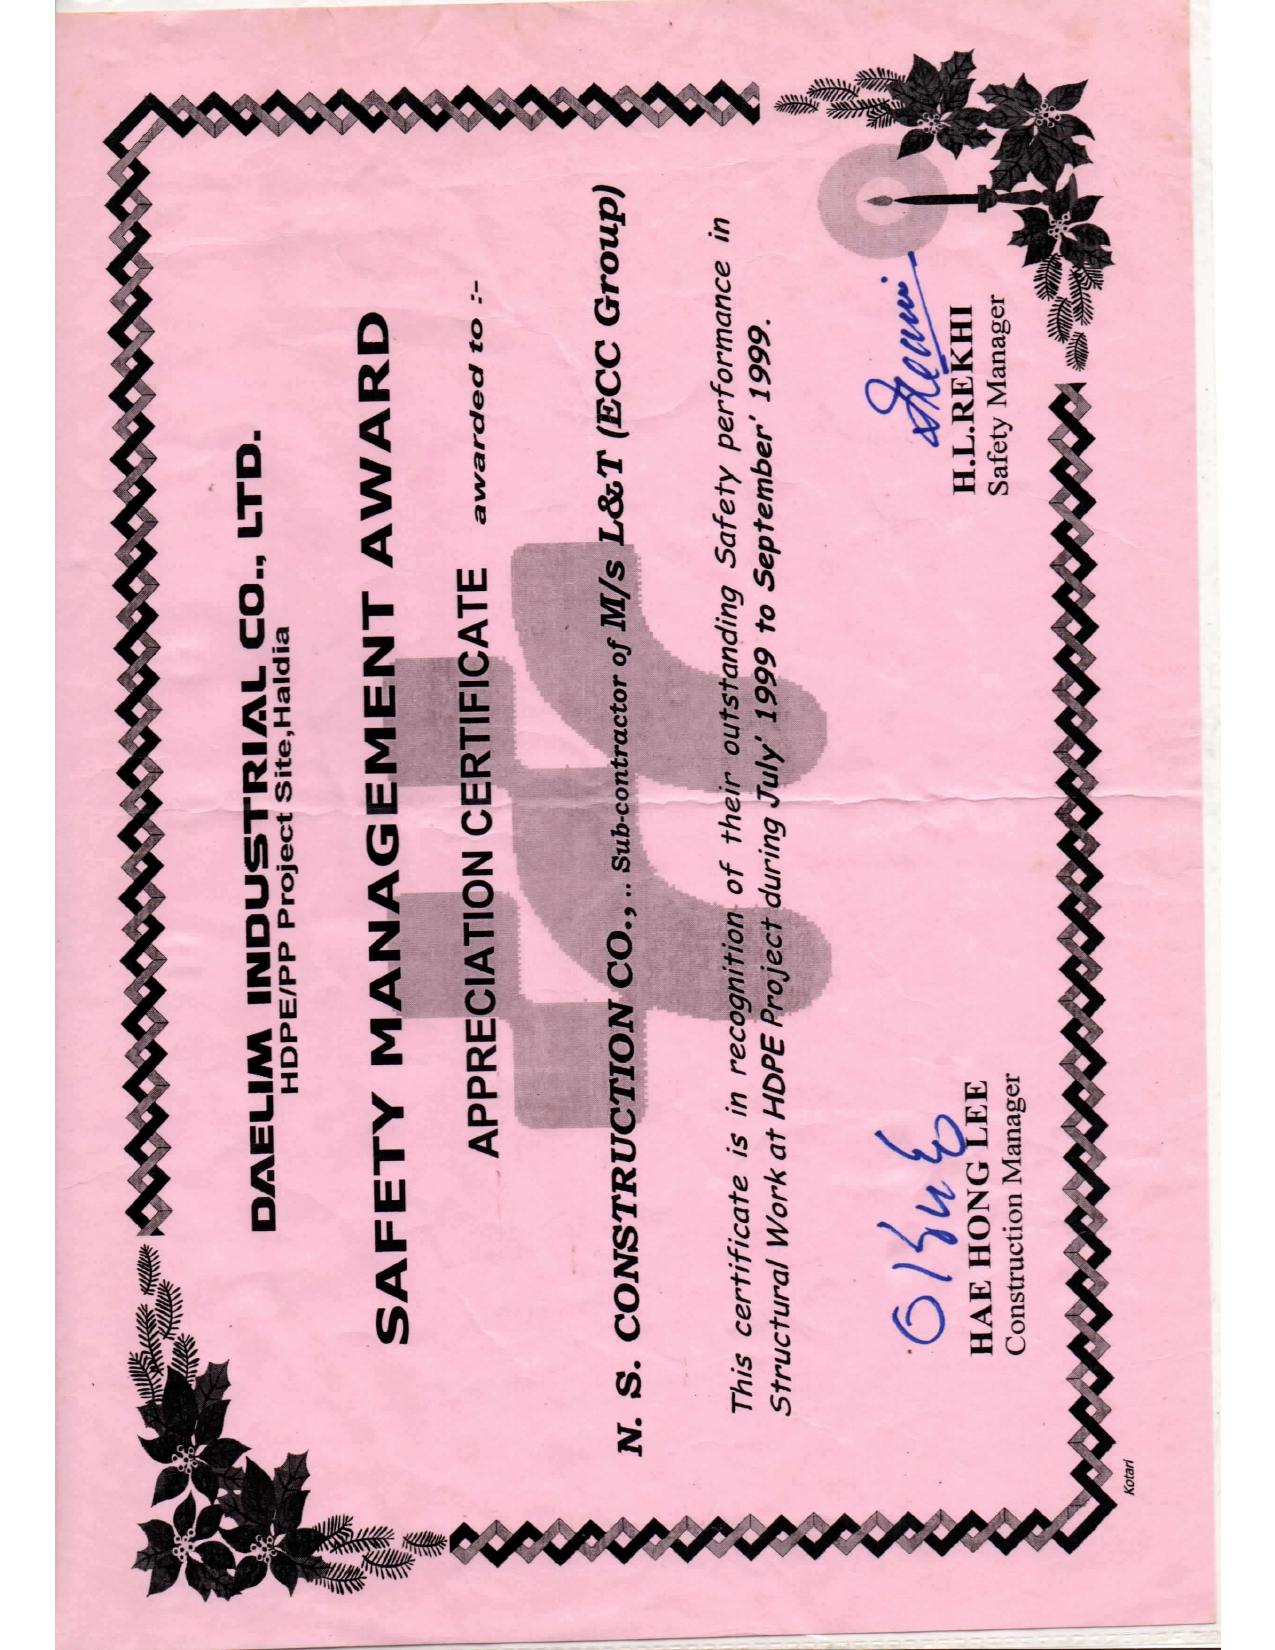 DAELIM INDUSTRIAL CO., LTD.
HDPE/PP Project Site,Haldia
SAFETY MANAGEMENT AWARD
APPRECIATION CERTIFICATE awarded to :-
N. S. CONSTRUCTION CO.,.. Sub-contractor of M/s L&T (ECC Group)
This certificate is in recognition of their outstanding Safety performance in
Structural Work at HDPE Project during July' 1999 to September' 1999.
HAE HONG LEE
Construction Manager
H.L.REKHI
Safety Manager
Kotari